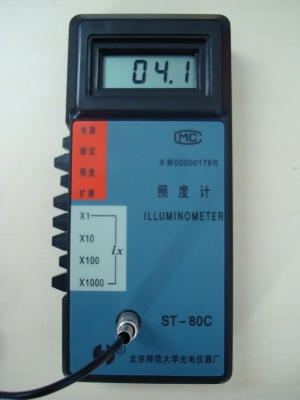 04.1
电源
锁定
照度
扩展
MC
京制00000176号
照度计
ILLUMINOMETER
X1
X10
X100
X1000
lx
ST-80C
北京师范大学光电仪器厂